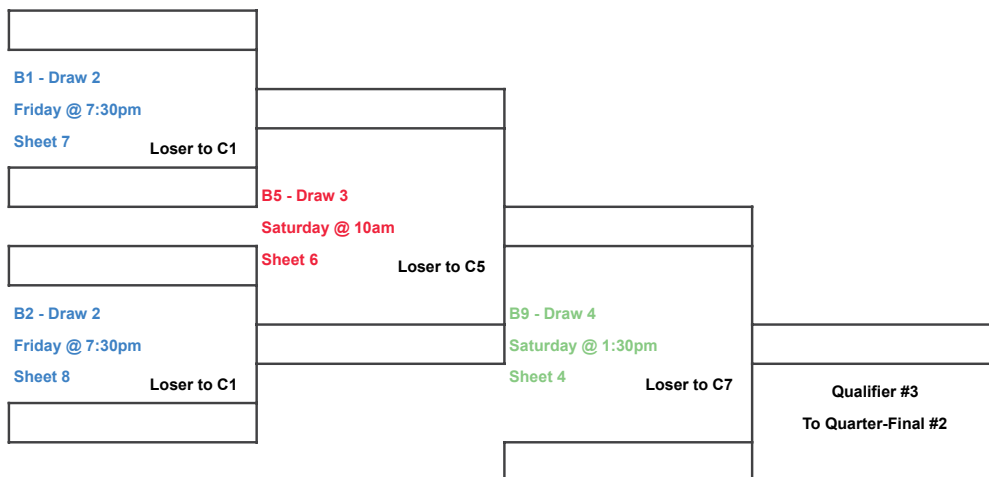 B1 - Draw 2
Friday @ 7:30pm
Sheet 7
Loser to C1
B5 - Draw 3
Saturday @ 10am
Sheet 6
Loser to C5
B2 - Draw 2
Friday @ 7:30pm
Sheet 8
Loser to C1
B9 - Draw 4
Saturday @ 1:30pm
Sheet 4
Loser to C7
Qualifier #3
To Quarter-Final #2